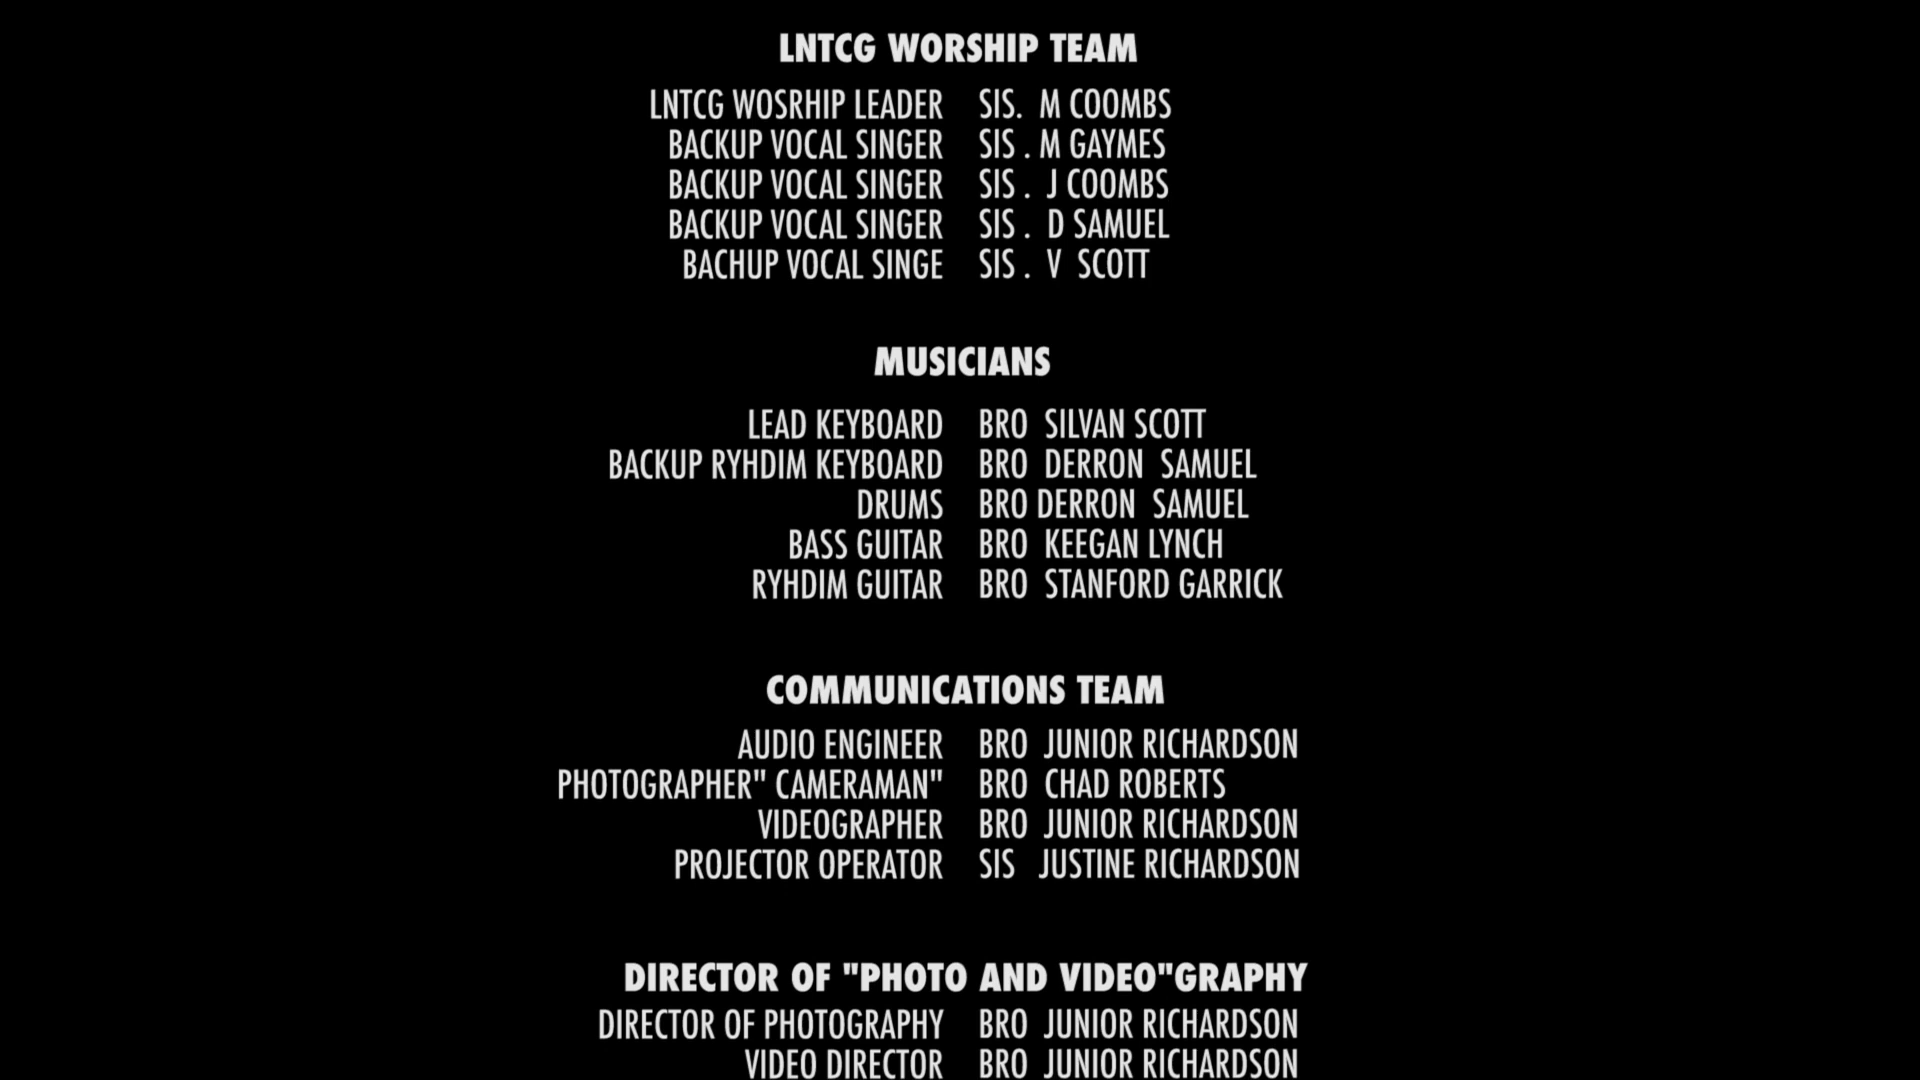 LNTCG WORSHIP TEAM
LNTCG WOSRHIP LEADER SIS. M COOMBS
BACKUP VOCAL SINGER SIS . M GAYMES
BACKUP VOCAL SINGER SIS . J COOMBS
BACKUP VOCAL SINGER SIS . D SAMUEL
BACHUP VOCAL SINGE SIS . V SCOTT
MUSICIANS
LEAD KEYBOARD BRO SILVAN SCOTT
BACKUP RYHDIM KEYBOARD BRO DERRON SAMUEL
DRUMS BRO DERRON SAMUEL
BASS GUITAR BRO KEEGAN LYNCH
RYHDIM GUITAR BRO STANFORD GARRICK
COMMUNICATIONS TEAM
AUDIO ENGINEER BRO JUNIOR RICHARDSON
PHOTOGRAPHER" CAMERAMAN" BRO CHAD ROBERTS
VIDEOGRAPHER BRO JUNIOR RICHARDSON
PROJECTOR OPERATOR SIS JUSTINE RICHARDSON
DIRECTOR OF "PHOTO AND VIDEO"GRAPHY
DIRECTOR OF PHOTOGRAPHY BRO JUNIOR RICHARDSON
VIDEO DIRECTOR BRO JUNIOR RICHARDSON